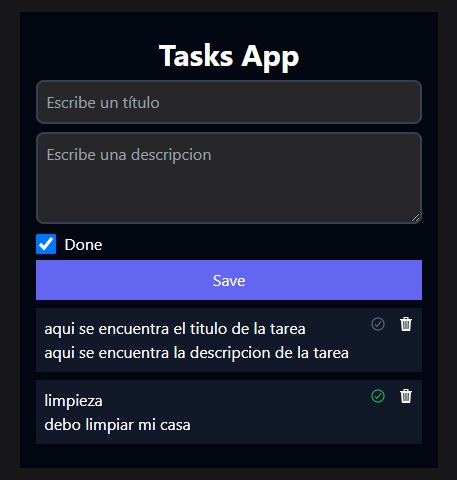 Tasks App
Escribe un título
Escribe una descripcion
Done
Save
aqui se encuentra el titulo de la tarea
aqui se encuentra la descripcion de la tarea
limpieza
debo limpiar mi casa